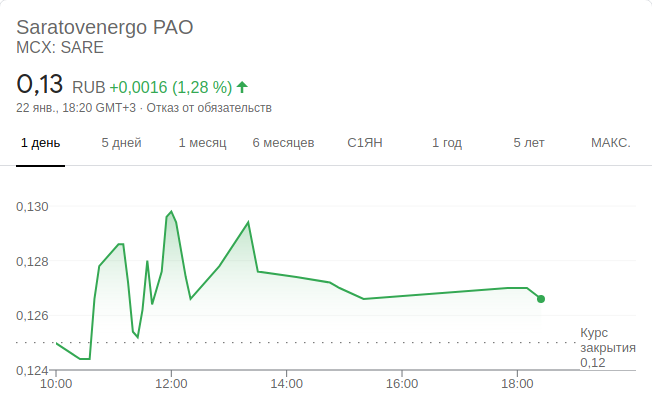 Saratovenergo PAO
MCX: SARE
0,13 RUB +0,0016 (1,28 %)
22 янв., 18:20 GMT+3 · Отказ от обязательств
1 день 5 дней 1 месяц 6 месяцев С1ЯН 1 год 5 лет МАКС.
0,130
0,128
0,126
0,124
Курс
закрытия
0,12
10:00 12:00 14:00 16:00 18:00